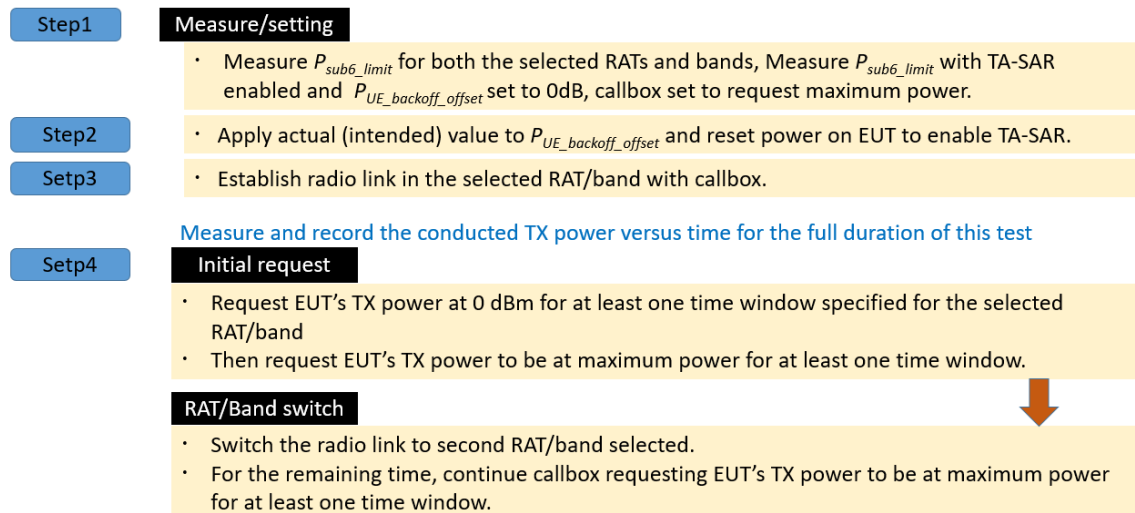 Step1
Measure/setting
· Measure Psub6_limit for both the selected RATs and bands, Measure Psub6_limit with TA-SAR
enabled and PUE_backoff_offset set to 0dB, callbox set to request maximum power.
Step2
· Apply actual (intended) value to PUE_backoff_offset and reset power on EUT to enable TA-SAR.
Setp3
· Establish radio link in the selected RAT/band with callbox.
Measure and record the conducted TX power versus time for the full duration of this test
Setp4
Initial request
· Request EUT's TX power at 0 dBm for at least one time window specified for the selected
RAT/band
· Then request EUT's TX power to be at maximum power for at least one time window.
RAT/Band switch
· Switch the radio link to second RAT/band selected.
· For the remaining time, continue callbox requesting EUT's TX power to be at maximum power
for at least one time window.